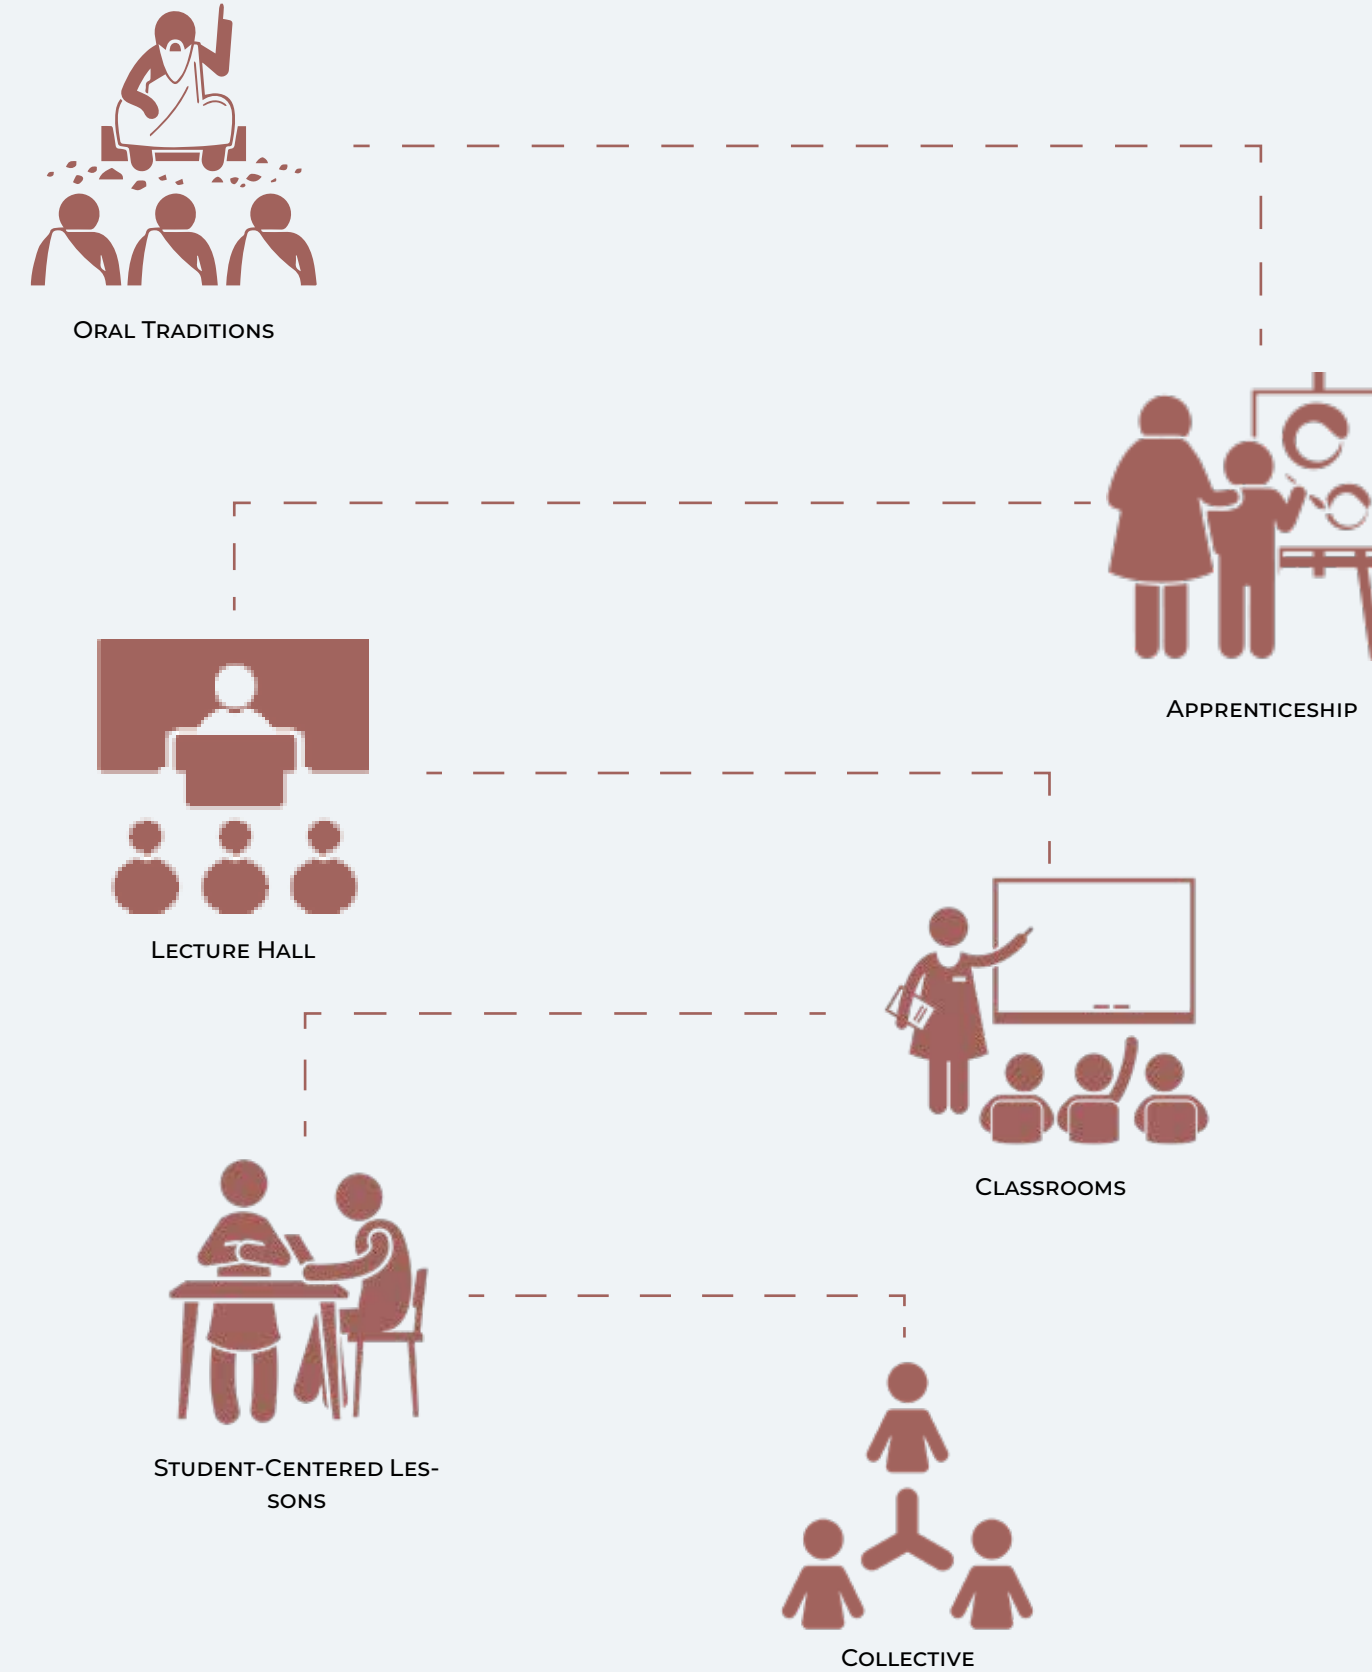 Oral Traditions
Apprenticeship
Lecture Hall
Classrooms
Student-Centered Les-
sons
Collective